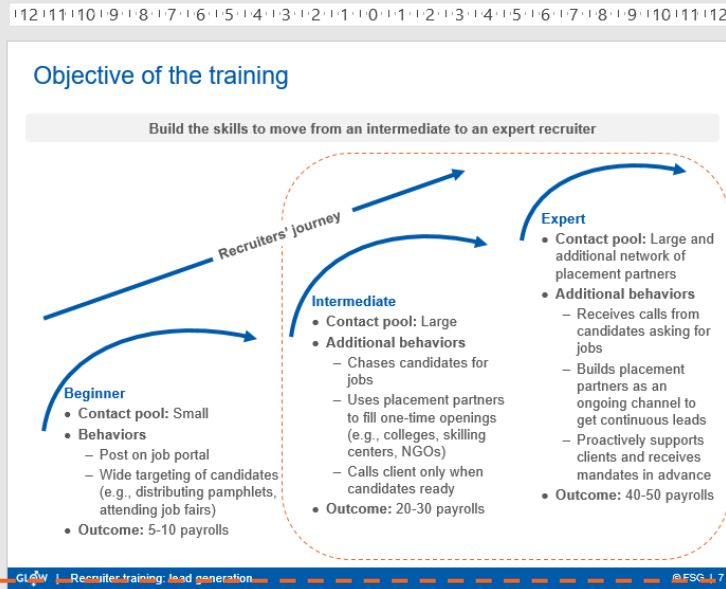 12 11 10 9 8 7 6 5 4 3 2 1 0 1 2 3 4 5 6 7 8 9 10 11 12
Objective of the training
Build the skills to move from an intermediate to an expert recruiter
Recruiters' journey
Beginner
• Contact pool: Small
• Behaviors
– Post on job portal
– Wide targeting of candidates
(e.g., distributing pamphlets,
attending job fairs)
• Outcome: 5-10 payrolls
Intermediate
• Contact pool: Large
• Additional behaviors
– Chases candidates for
jobs
– Uses placement partners
to fill one-time openings
(e.g., colleges, skilling
centers, NGOs)
– Calls client only when
candidates ready
• Outcome: 20-30 payrolls
Expert
• Contact pool: Large and
additional network of
placement partners
• Additional behaviors
– Receives calls from
candidates asking for
jobs
– Builds placement
partners as an
ongoing channel to
get continuous leads
– Proactively supports
clients and receives
mandates in advance
• Outcome: 40-50 payrolls
GLOW | Recruiter training: lead generation
© FSG | 7